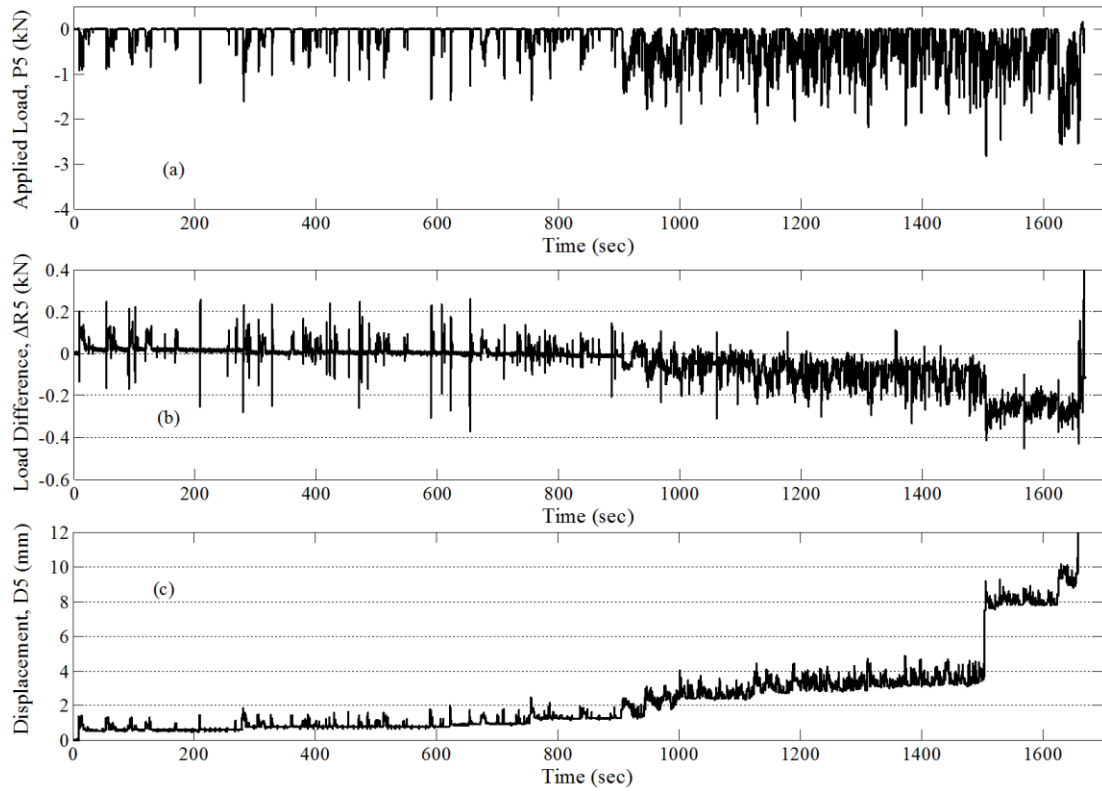 Applied Load, P5 (kN)
0
-1
-2
-3
-4
(a)
0 200 400 600 800 1000 1200 1400 1600
Time (sec)
Load Difference, ΔR5 (kN)
0.4
0.2
0
-0.2
-0.4
-0.6
(b)
0 200 400 600 800 1000 1200 1400 1600
Time (sec)
Displacement, D5 (mm)
12
10
8
6
4
2
0
(c)
0 200 400 600 800 1000 1200 1400 1600
Time (sec)